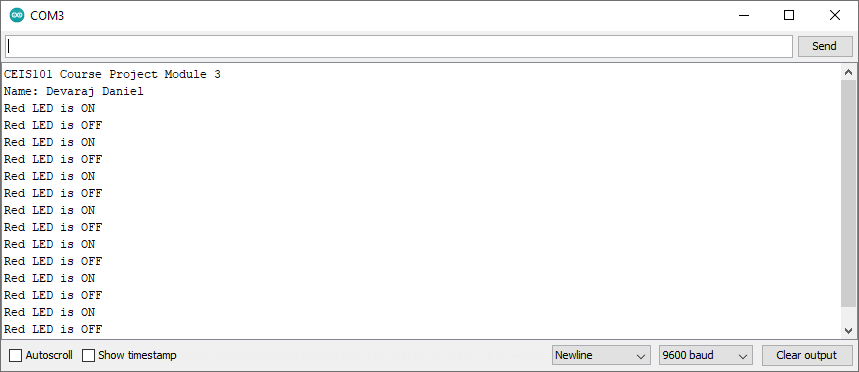 COM3
Send
CEIS101 Course Project Module 3
Name: Devaraj Daniel
Red LED is ON
Red LED is OFF
Red LED is ON
Red LED is OFF
Red LED is ON
Red LED is OFF
Red LED is ON
Red LED is OFF
Red LED is ON
Red LED is OFF
Red LED is ON
Red LED is OFF
Red LED is ON
Red LED is OFF
Autoscroll Show timestamp Newline 9600 baud Clear output